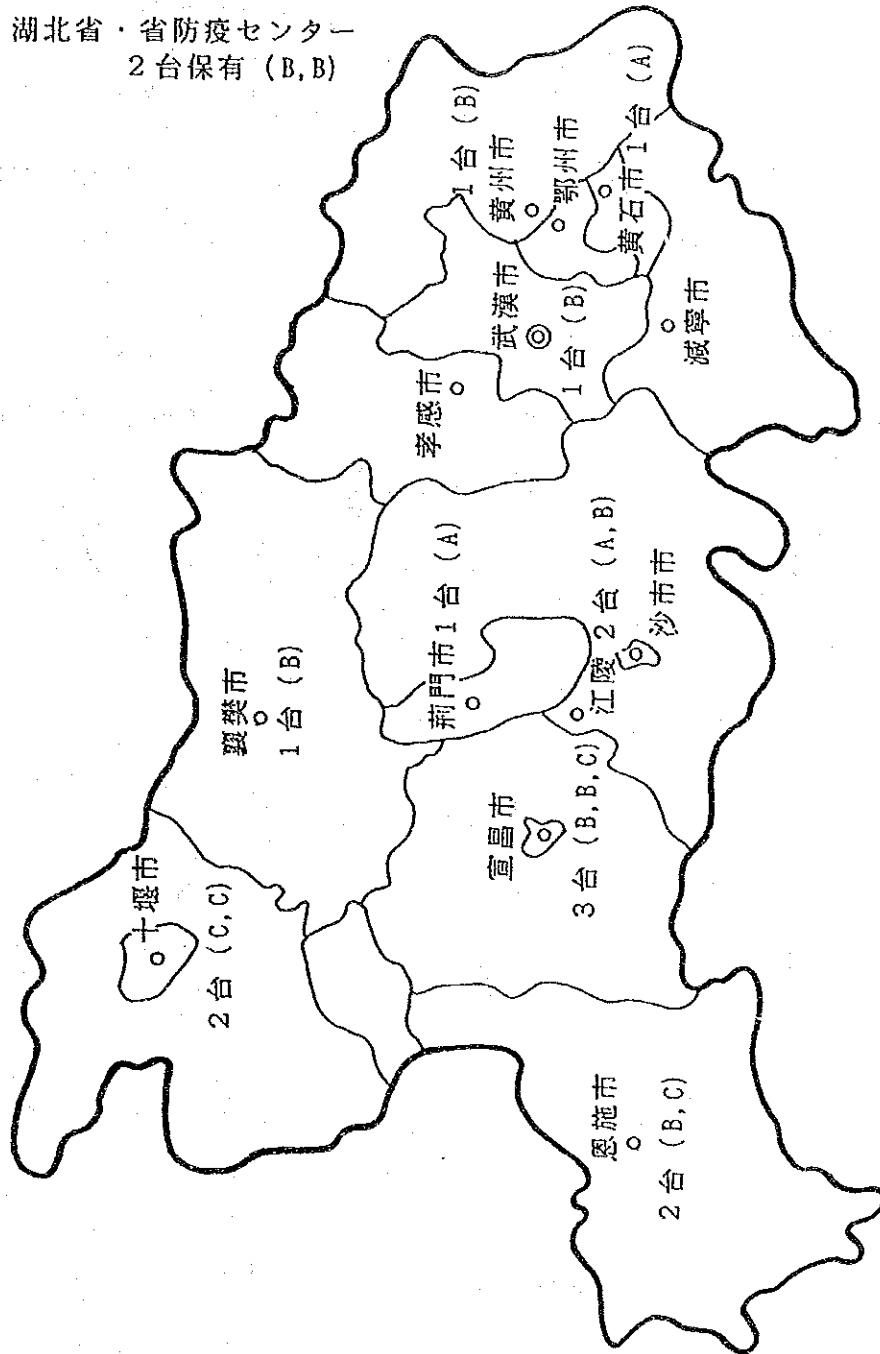 湖北省・省防疫センター
2台保有 (B,B)
十堰市
2台 (C,C)
襄樊市
1台 (B)
孝感市
武漢市
1台 (B)
1台 (B)
黄州市
鄂州市
黄石市1台 (A)
咸寧市
荊門市1台 (A)
江陵 2台 (A,B)
沙市市
宜昌市
3台 (B,B,C)
恩施市
2台 (B,C)